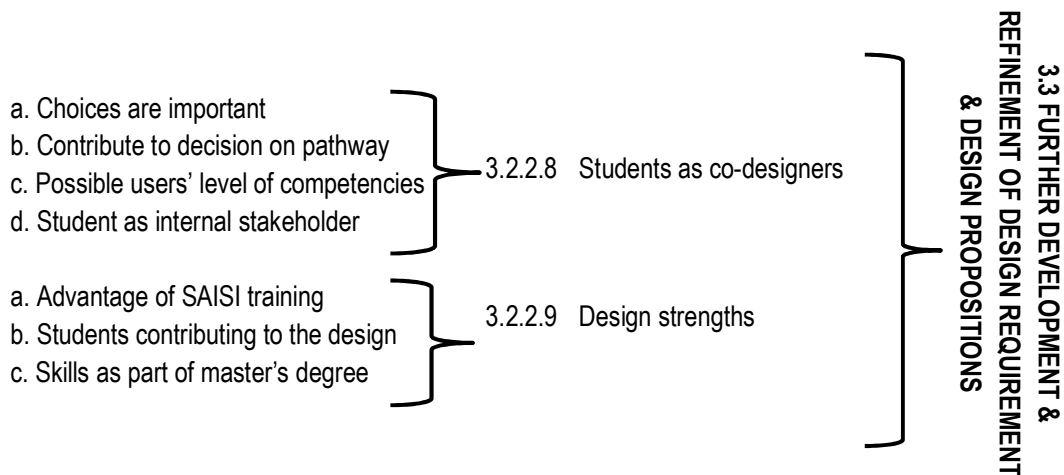 a. Choices are important
b. Contribute to decision on pathway
c. Possible users’ level of competencies
d. Student as internal stakeholder
3.2.2.8 Students as co-designers
a. Advantage of SAISI training
b. Students contributing to the design
c. Skills as part of master’s degree
3.2.2.9 Design strengths
3.3 FURTHER DEVELOPMENT &
REFINEMENT OF DESIGN REQUIREMENT
& DESIGN PROPOSITIONS